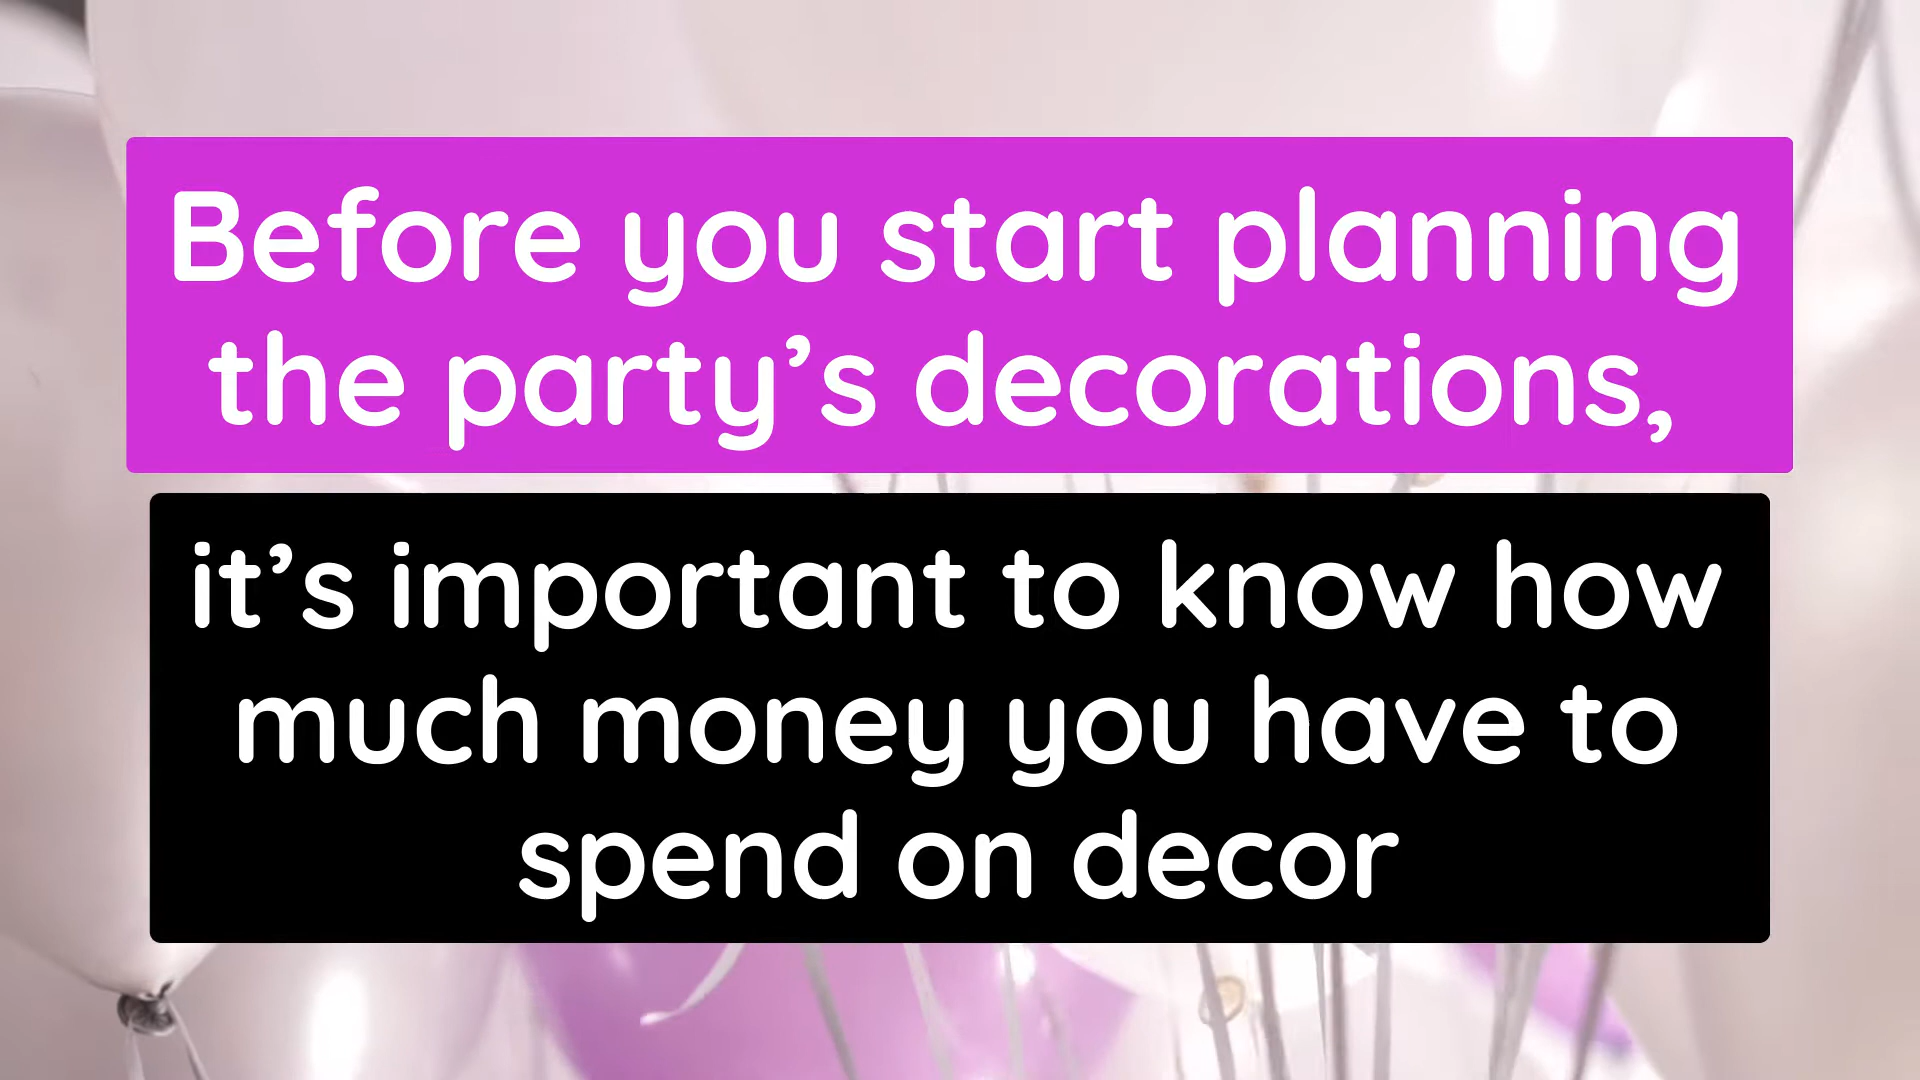 Before you start planning
the party’s decorations,
it’s important to know how
much money you have to
spend on decor